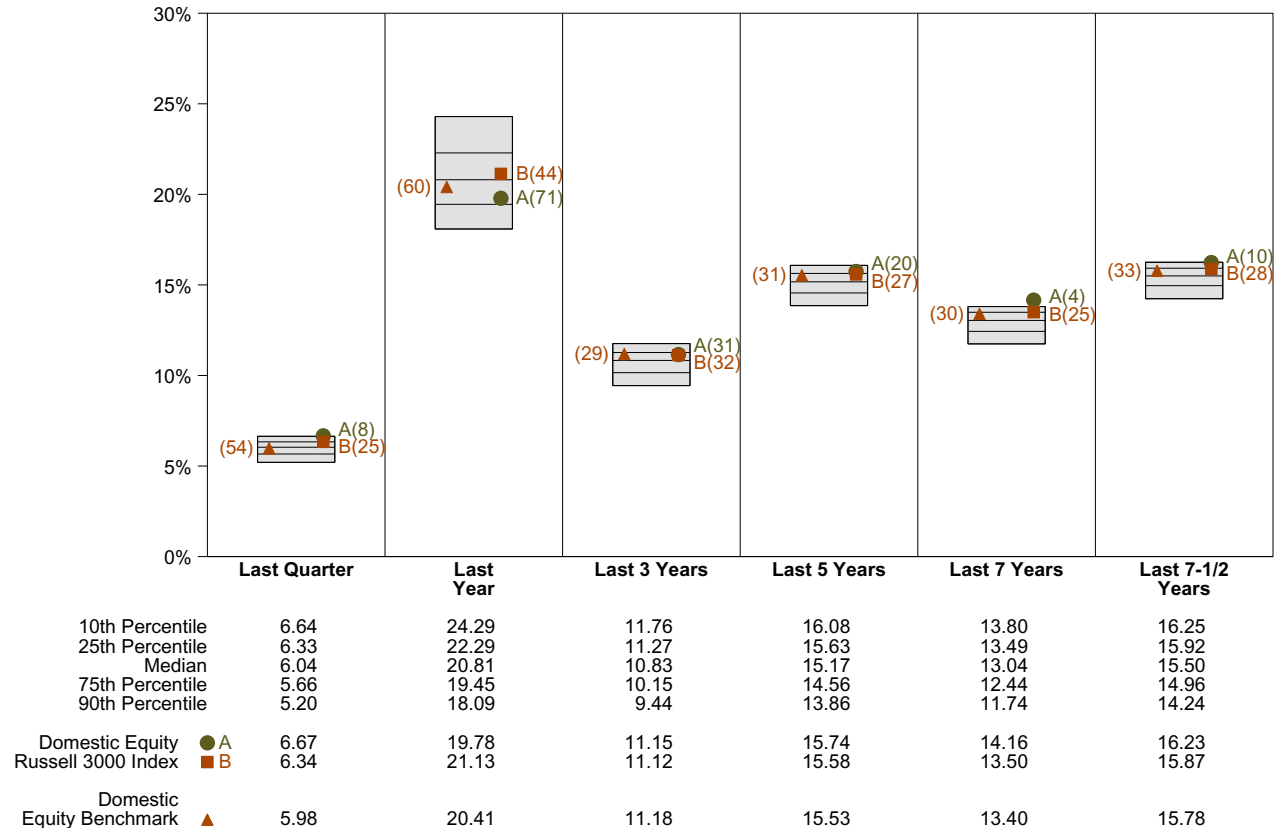 30%
25%
20%
15%
10%
5%
0%
(54)
A(8)
B(25)
(60)
B(44)
A(71)
(29)
A(31)
B(32)
(31)
A(20)
B(27)
(30)
A(4)
B(25)
(33)
A(10)
B(28)
Last Quarter Last Last 3 Years Last 5 Years Last 7 Years Last 7-1/2
Year Years
10th Percentile 6.64 24.29 11.76 16.08 13.80 16.25
25th Percentile 6.33 22.29 11.27 15.63 13.49 15.92
Median 6.04 20.81 10.83 15.17 13.04 15.50
75th Percentile 5.66 19.45 10.15 14.56 12.44 14.96
90th Percentile 5.20 18.09 9.44 13.86 11.74 14.24
Domestic Equity A 6.67 19.78 11.15 15.74 14.16 16.23
Russell 3000 Index B 6.34 21.13 11.12 15.58 13.50 15.87
Domestic
Equity Benchmark 5.98 20.41 11.18 15.53 13.40 15.78